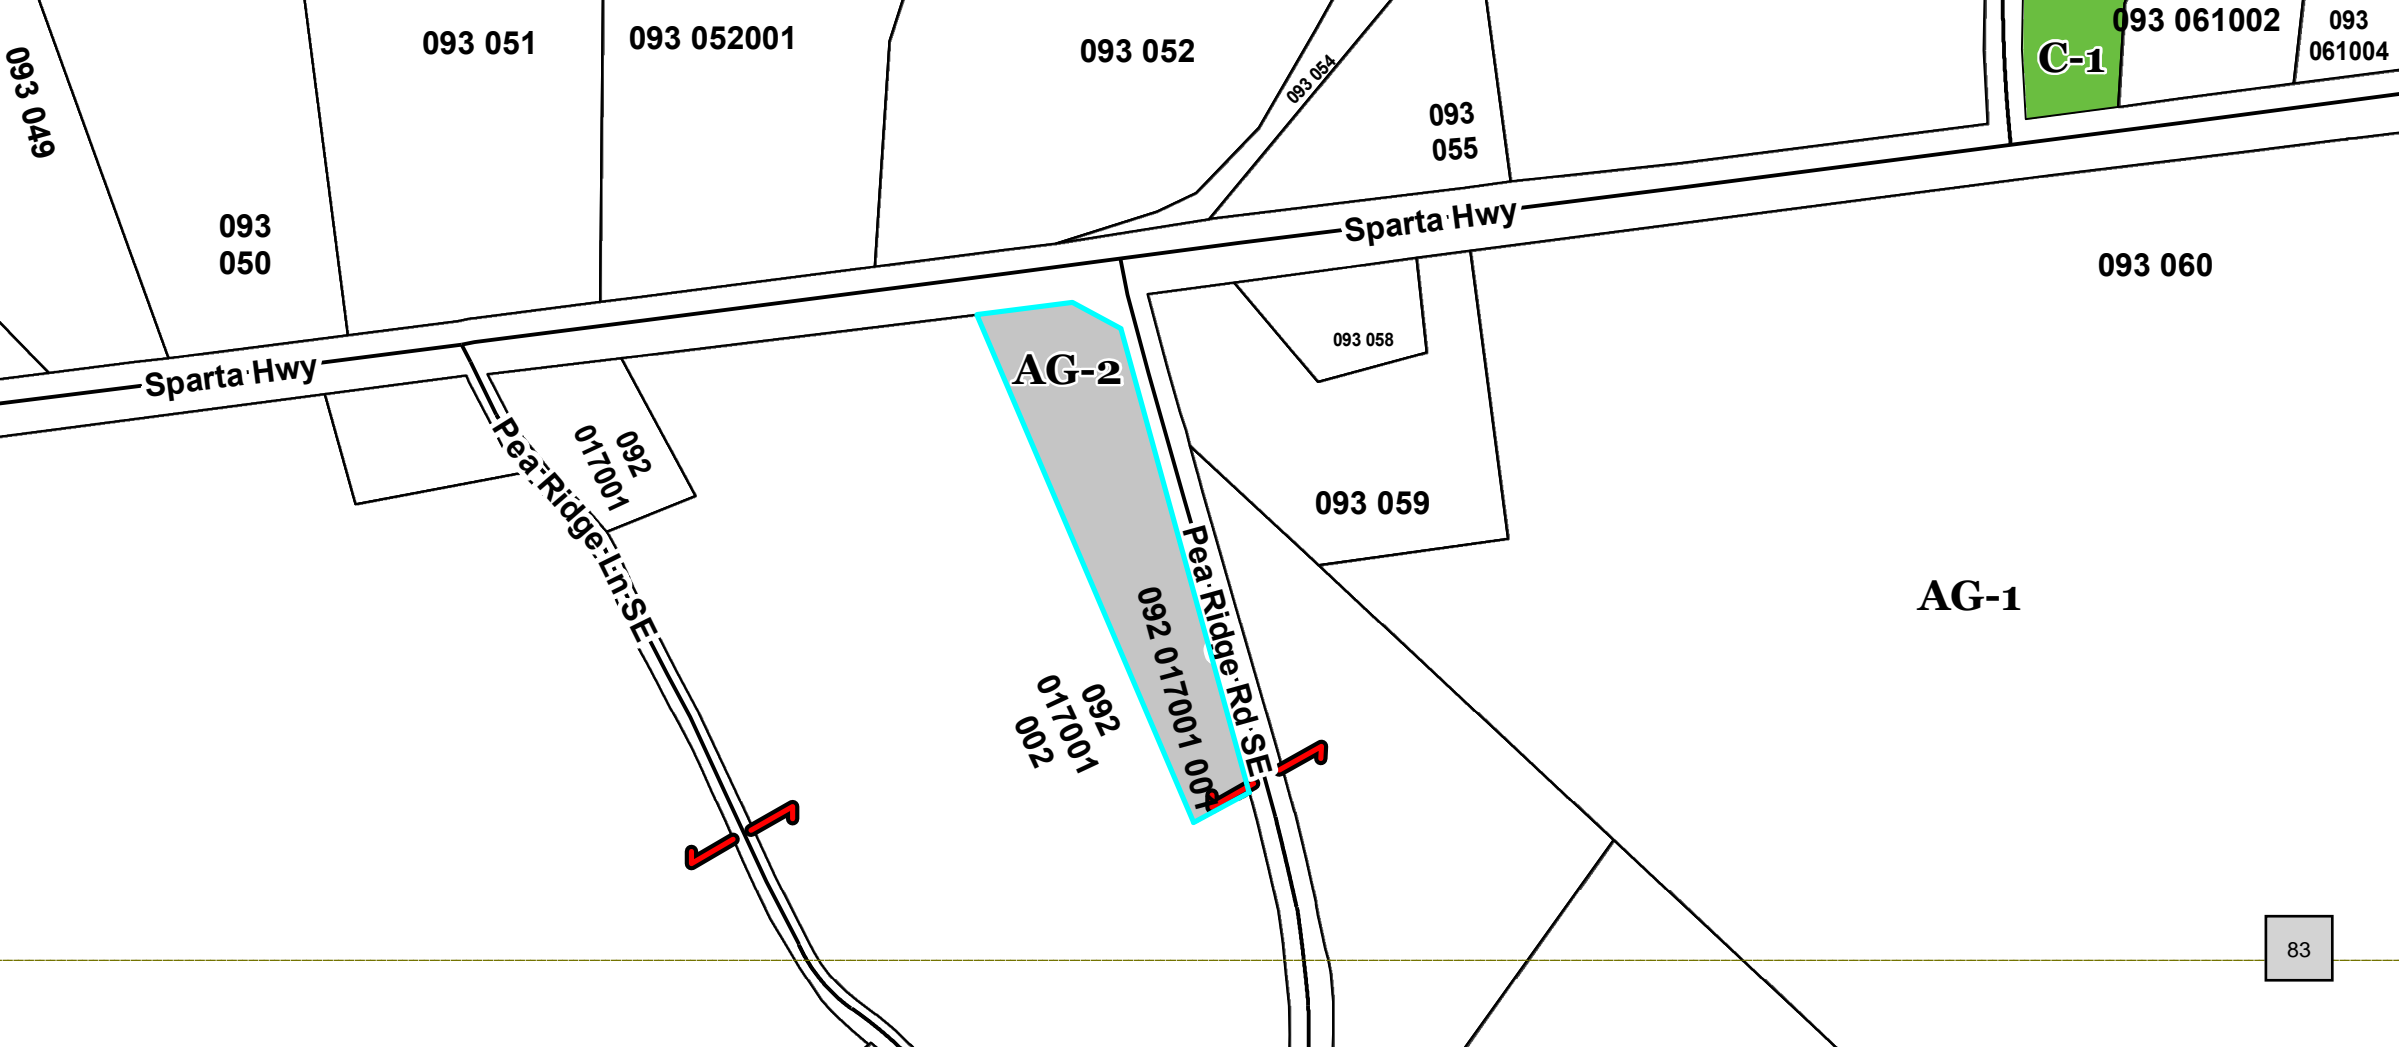 093 049
093 051
093 052001
093 052
093 054
093
055
C-1
093 061002
093
061004
093
050
Sparta Hwy
093 060
Sparta Hwy
093 058
AG-2
Pea Ridge Ln SE
092
017001
093 059
Pea Ridge Rd SE
092 017001 001
AG-1
092
017001
002
83